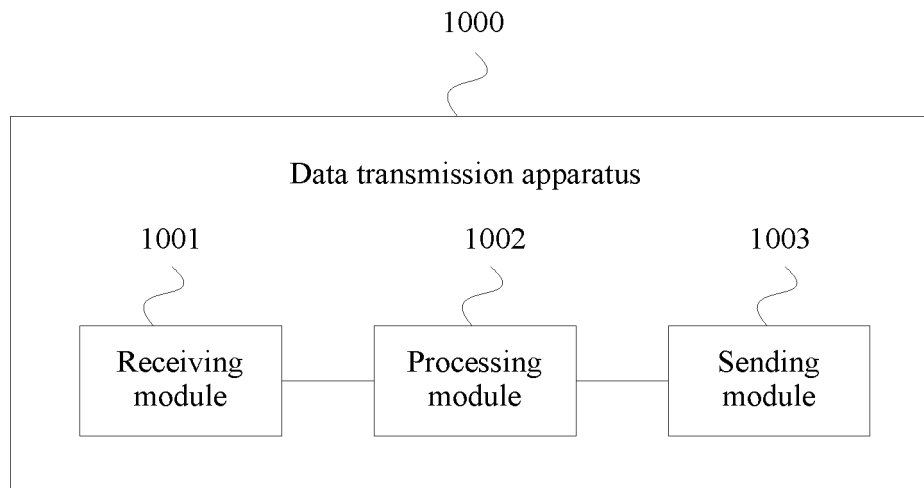 1000
Data transmission apparatus
1001
1002
1003
Receiving
module
Processing
module
Sending
module